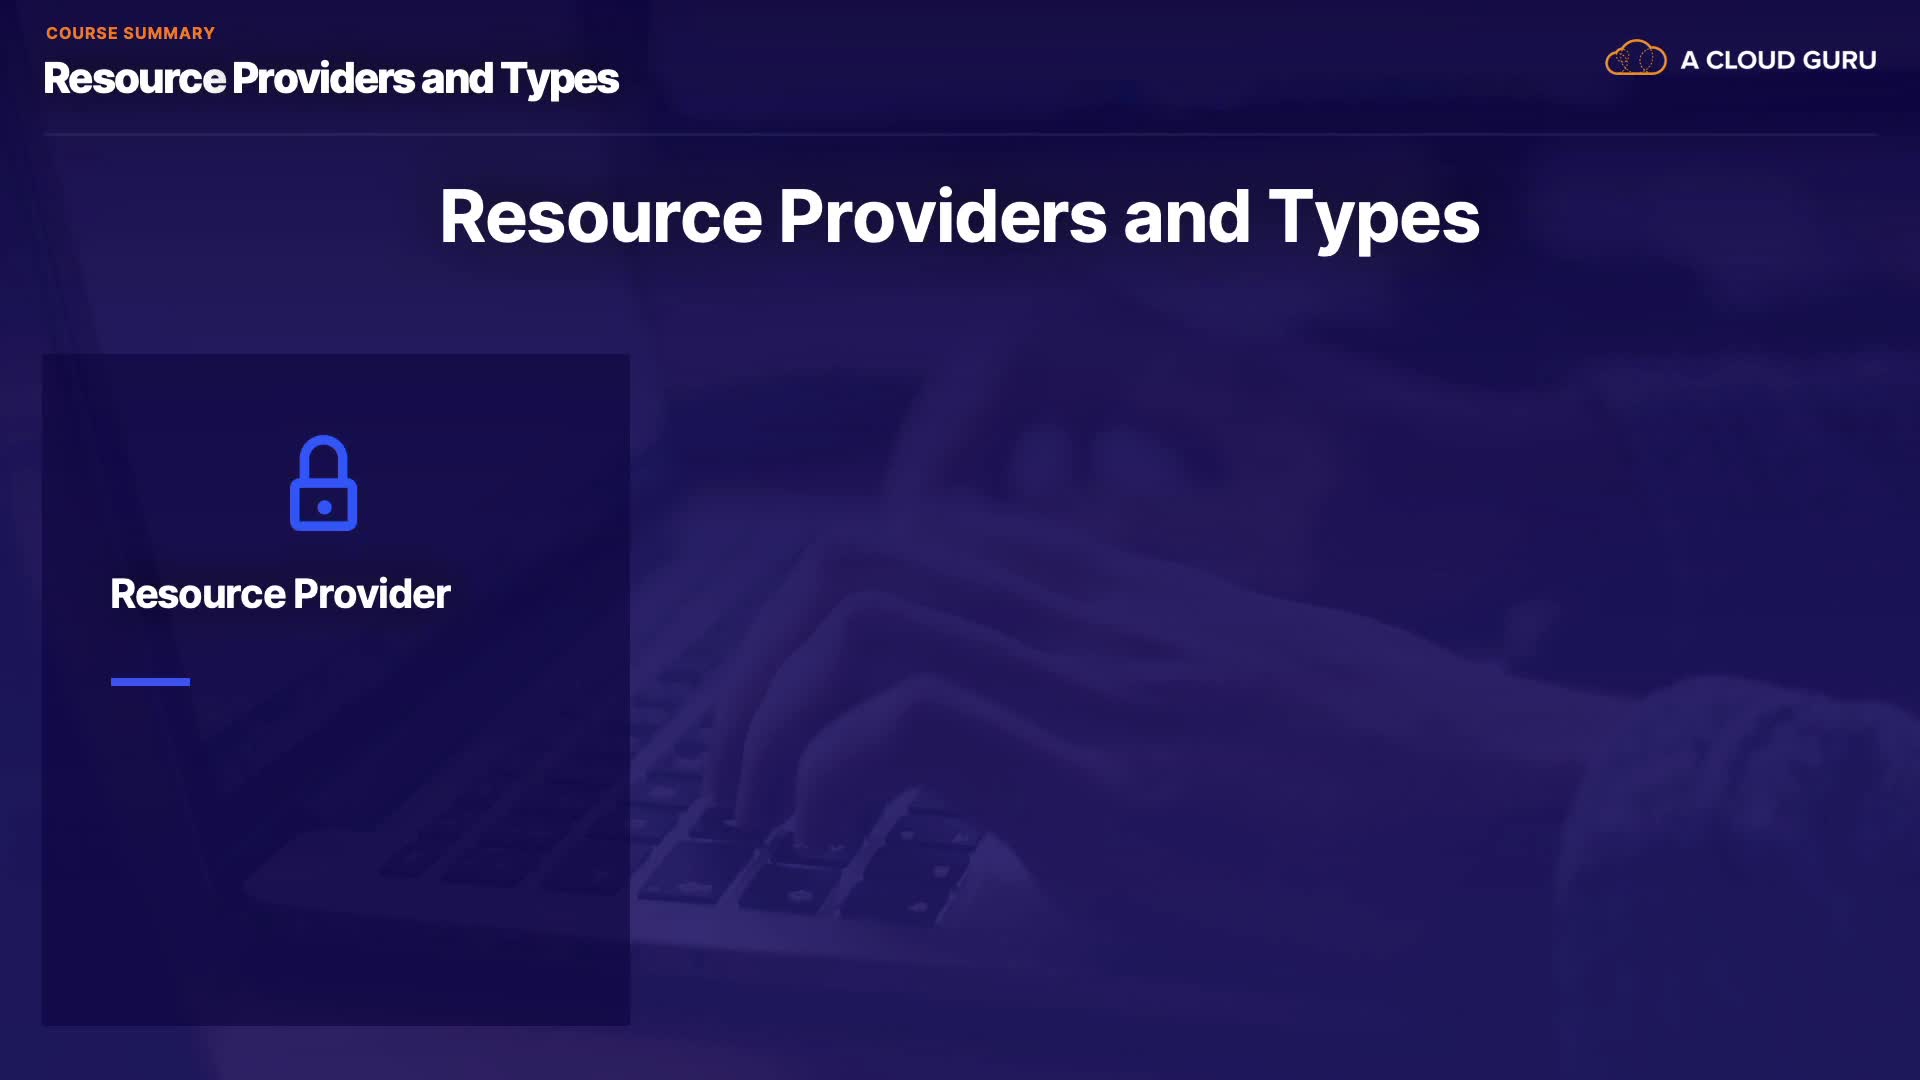 COURSE SUMMARY
Resource Providers and Types
A CLOUD GURU
Resource Providers and Types
Resource Provider